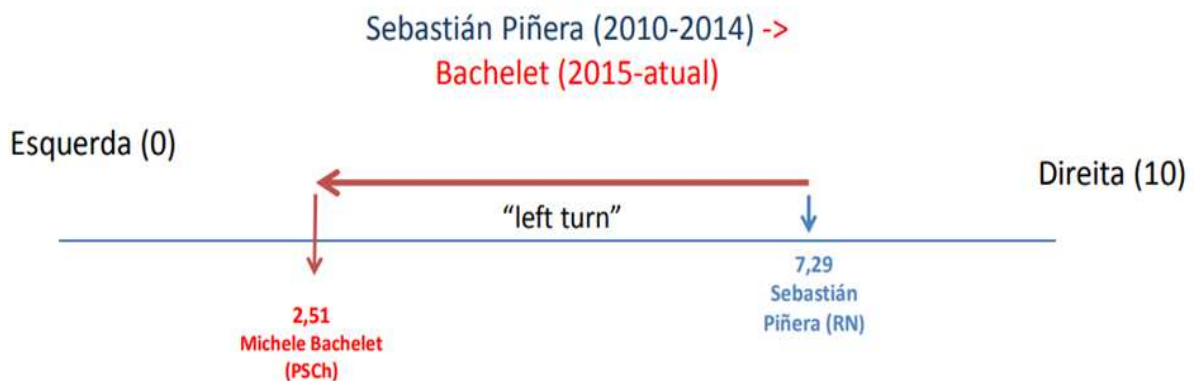 Sebastián Piñera (2010-2014) ->
Bachelet (2015-atual)
Esquerda (0)
Direita (10)
“left turn”
7,29
Sebastián
Piñera (RN)
2,51
Michele Bachelet
(PSCh)